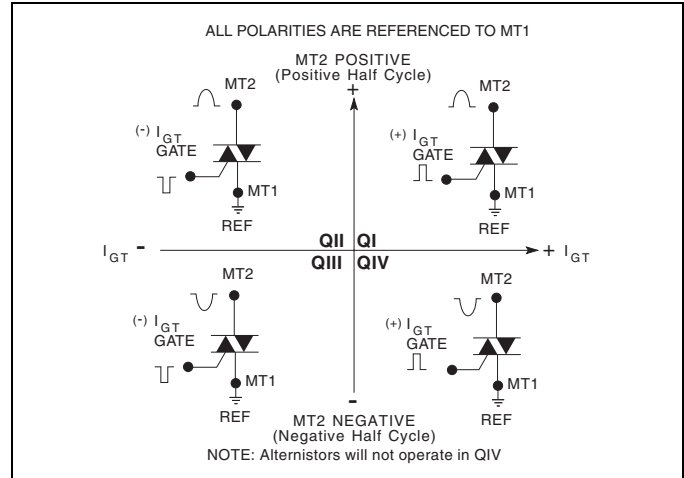 ALL POLARITIES ARE REFERENCED TO MT1
MT2 POSITIVE
(Positive Half Cycle)
+
MT2
(-) IGT
GATE
MT1
REF
MT2
(+) IGT
GATE
MT1
REF
IGT -
QII QI
QIII QIV
+ IGT
MT2
(-) IGT
GATE
MT1
REF
MT2
(+) IGT
GATE
MT1
REF
-
MT2 NEGATIVE
(Negative Half Cycle)
NOTE: Alternistors will not operate in QIV